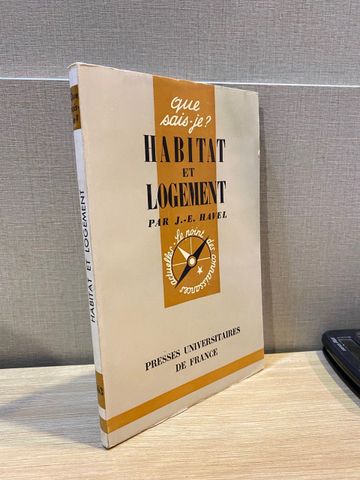 que
sais-je?
HABITAT
ET
LOGEMENT
PAR J.-E. HAVEL
le point des connaissances actuelles
PRESSES UNIVERSITAIRES
DE FRANCE
HABITAT ET LOGEMENT